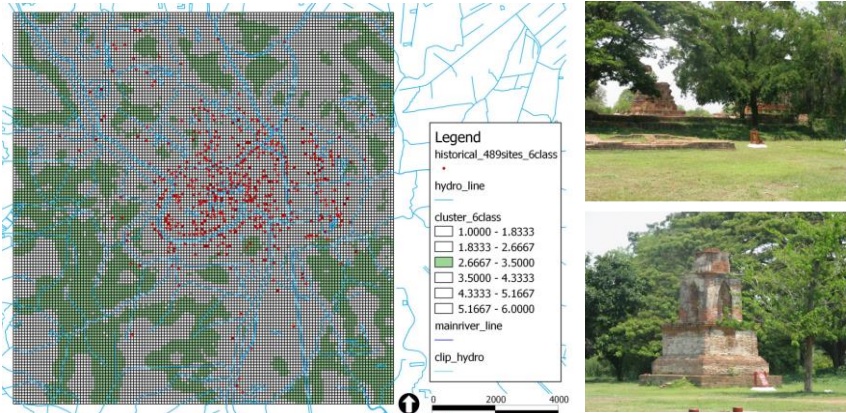 Legend
historical_489sites_6class
hydro_line
cluster_6class
1.0000 - 1.8333
1.8333 - 2.6667
2.6667 - 3.5000
3.5000 - 4.3333
4.3333 - 5.1667
5.1667 - 6.0000
mainriver_line
clip_hydro
0 2000 4000